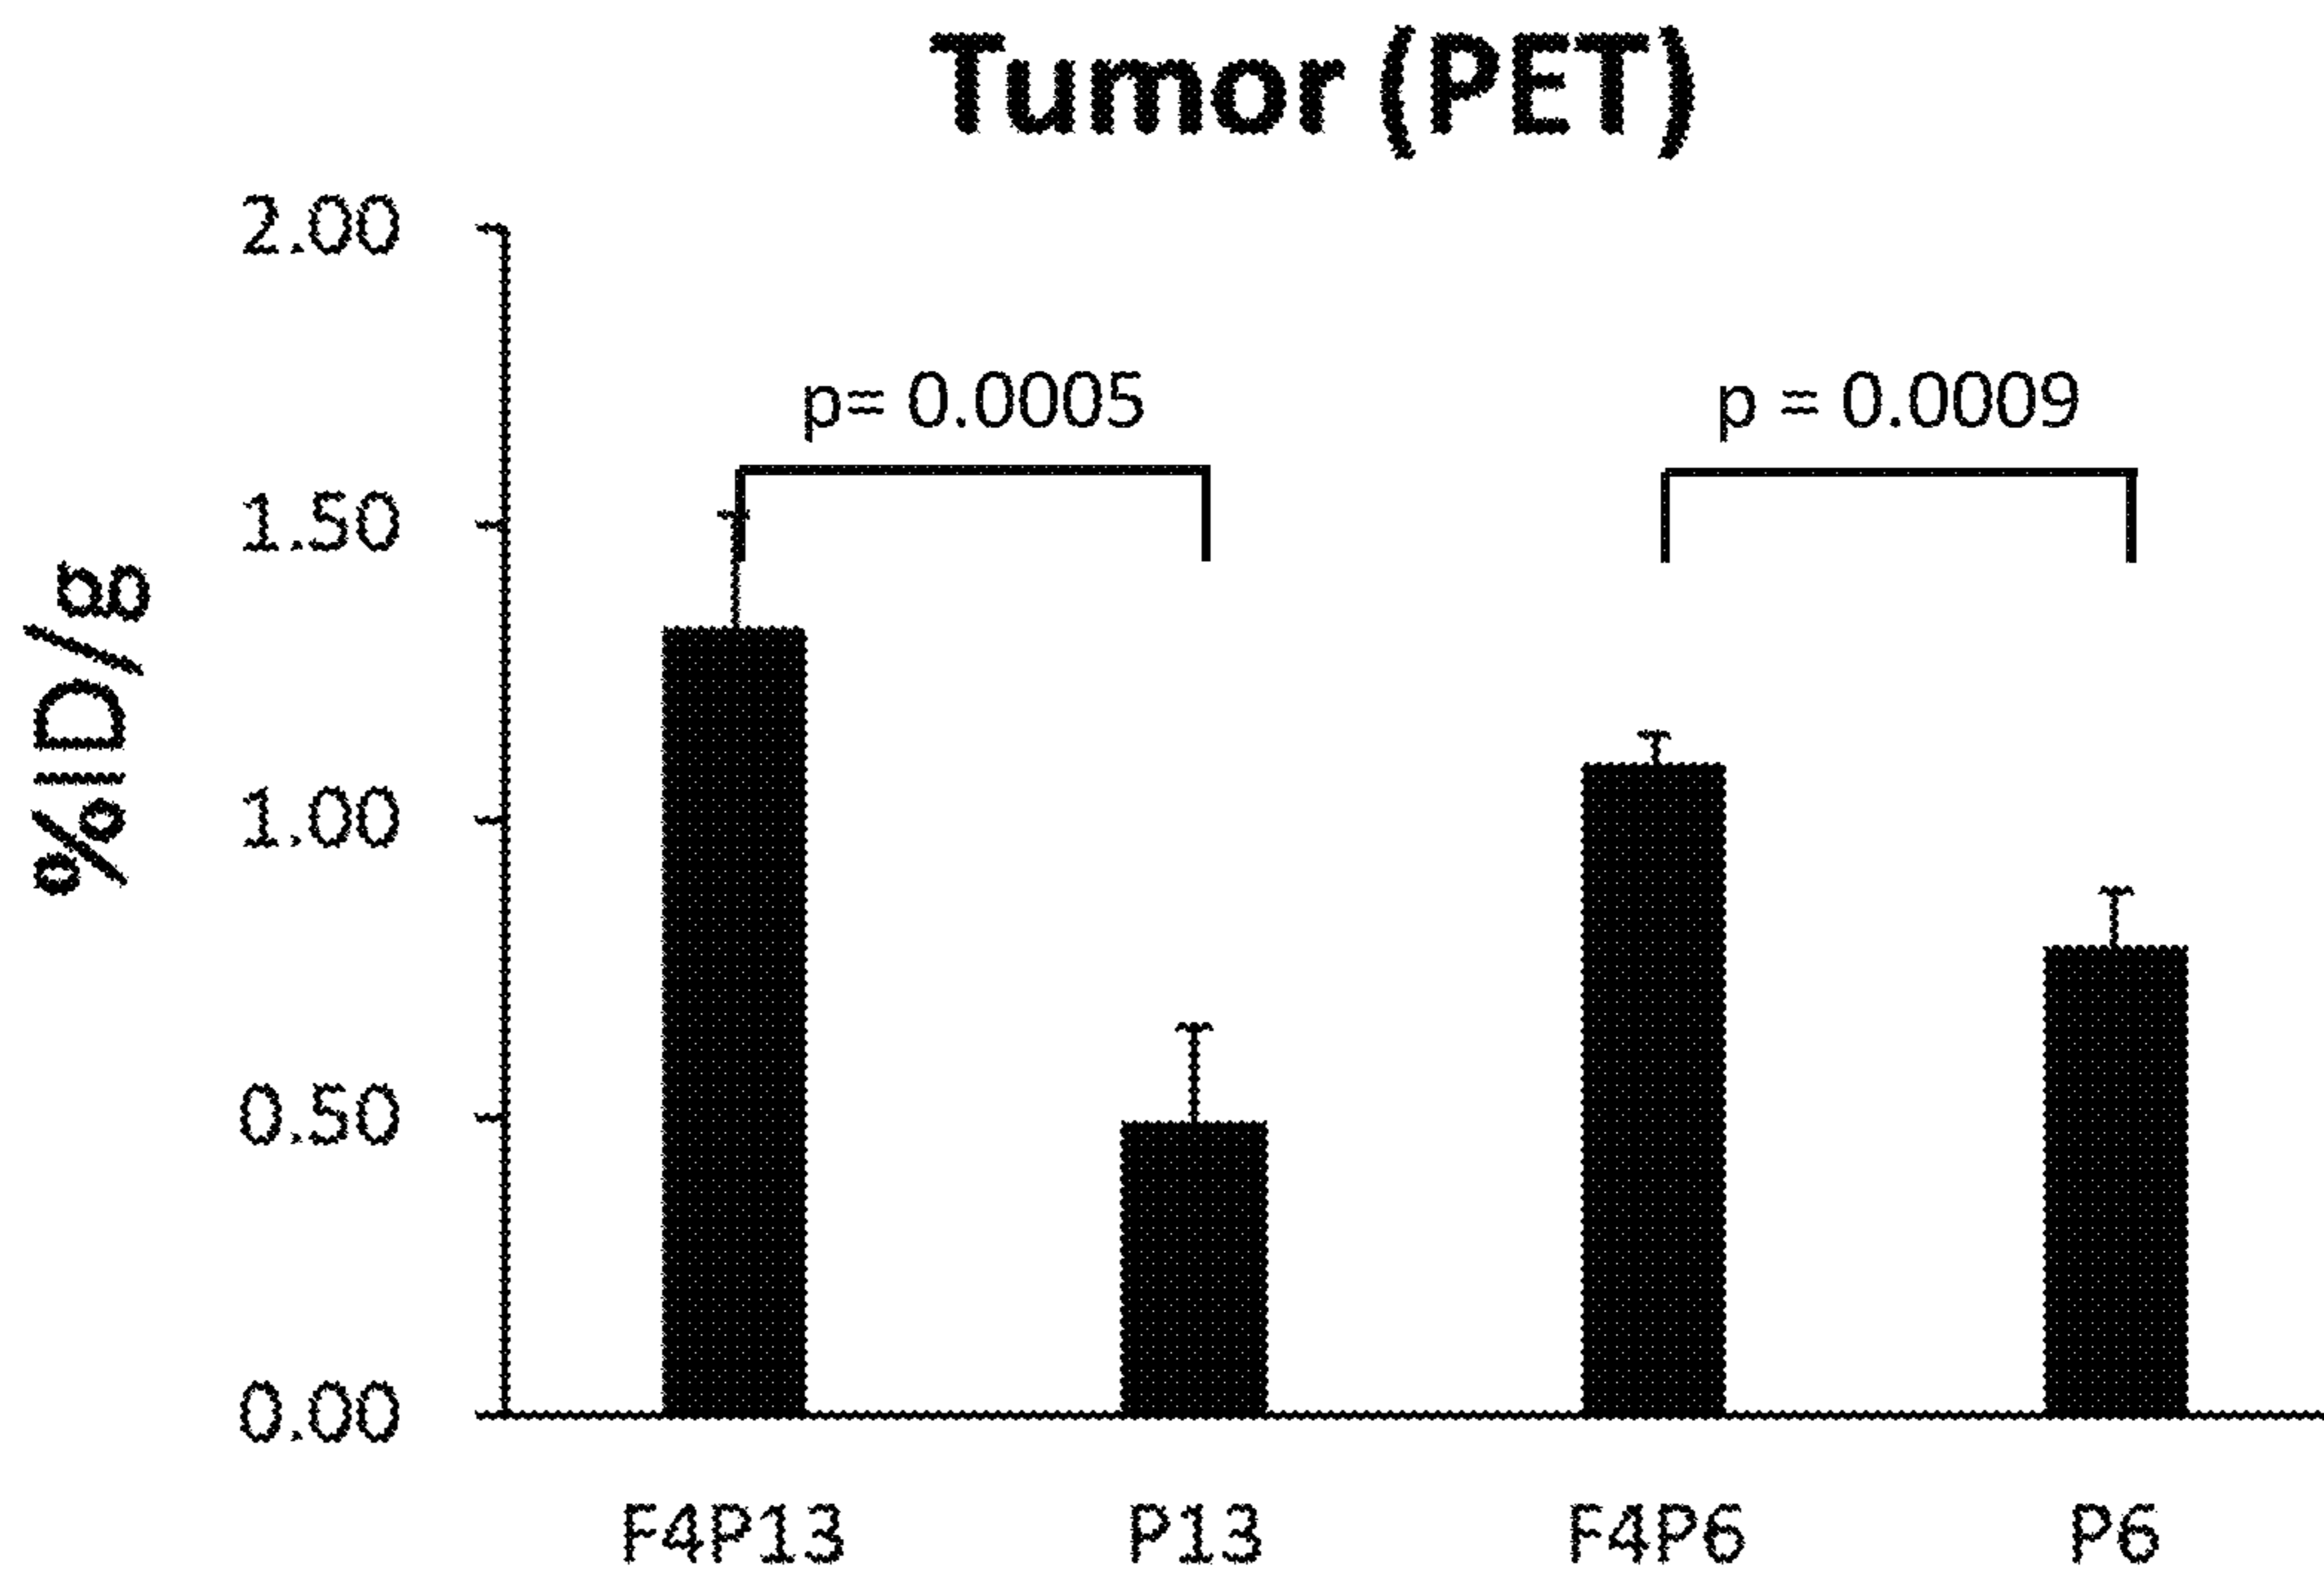 Tumor (PET)
%ID/g
2.00
1.50
1.00
0.50
0.00
p= 0.0005
p = 0.0009
F4P13
P13
F4P6
P6